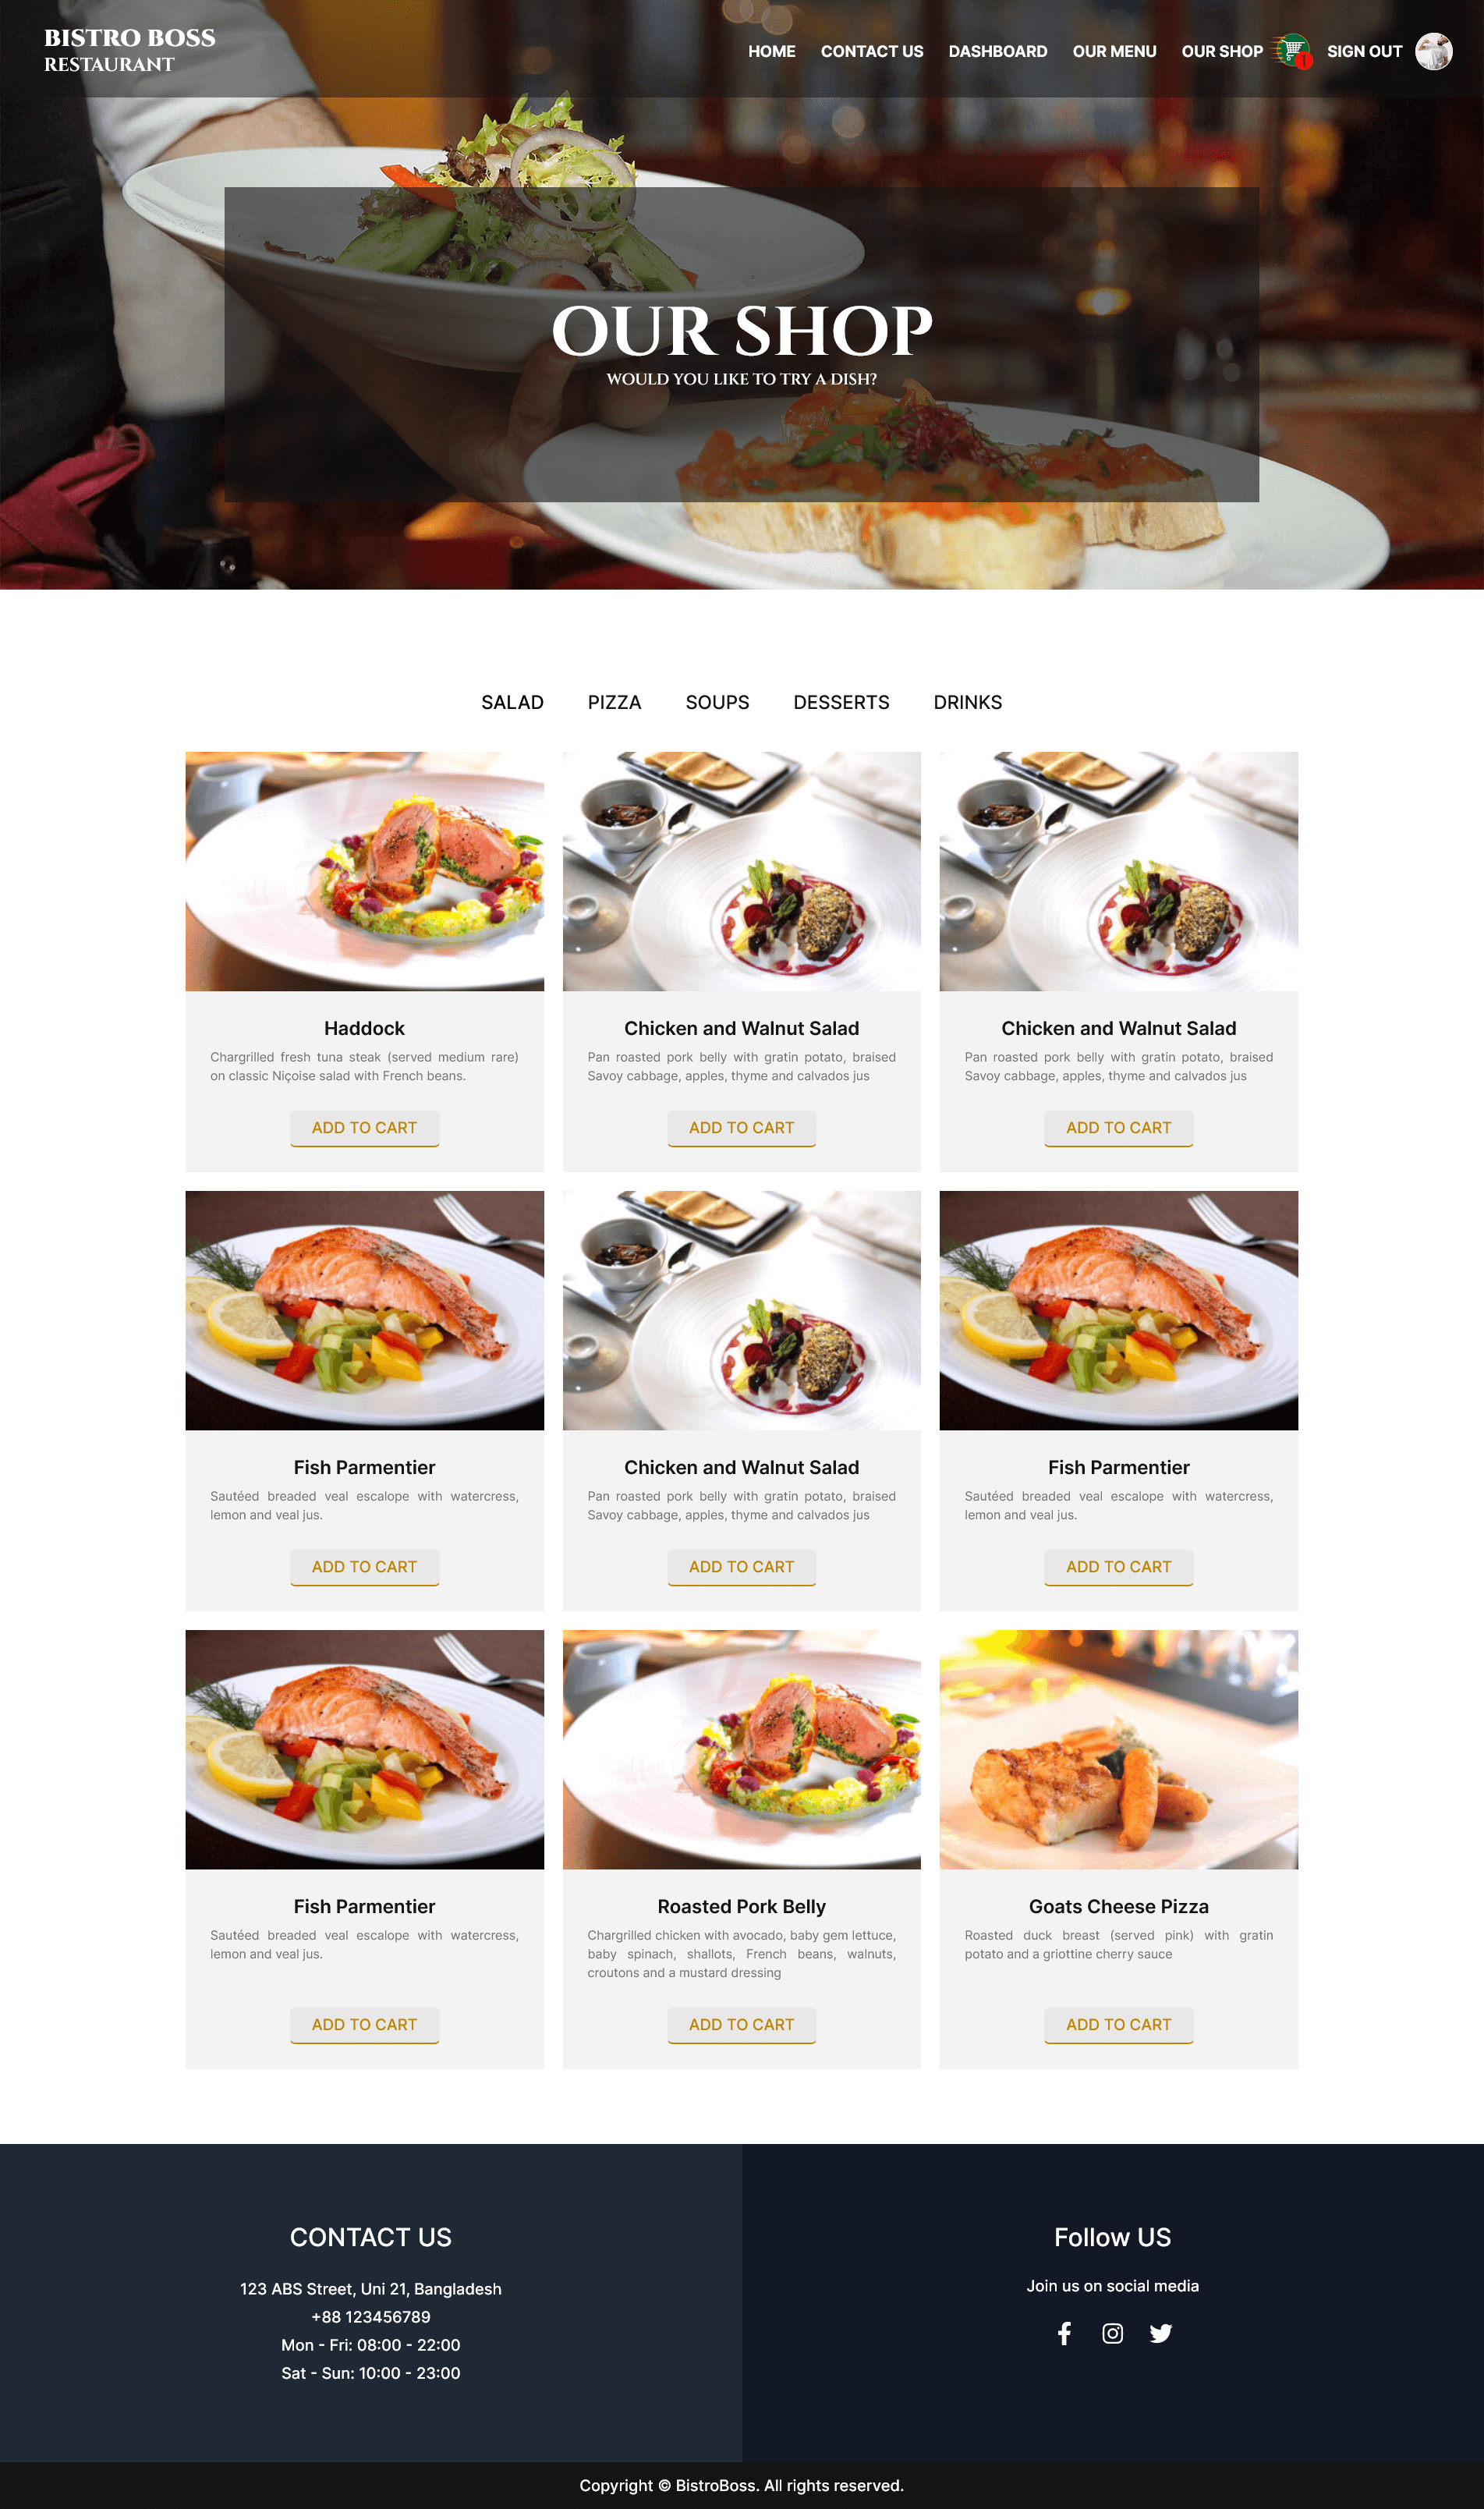 BISTRO BOSS
RESTAURANT
HOME
CONTACT US
DASHBOARD
OUR MENU
OUR SHOP
1
SIGN OUT
OUR SHOP
WOULD YOU LIKE TO TRY A DISH?
SALAD
PIZZA
SOUPS
DESSERTS
DRINKS
Haddock
Chargrilled fresh tuna steak (served medium rare)
on classic Niçoise salad with French beans.
ADD TO CART
Chicken and Walnut Salad
Pan roasted pork belly with gratin potato, braised
Savoy cabbage, apples, thyme and calvados jus
ADD TO CART
Chicken and Walnut Salad
Pan roasted pork belly with gratin potato, braised
Savoy cabbage, apples, thyme and calvados jus
ADD TO CART
Fish Parmentier
Sautéed breaded veal escalope with watercress,
lemon and veal jus.
ADD TO CART
Chicken and Walnut Salad
Pan roasted pork belly with gratin potato, braised
Savoy cabbage, apples, thyme and calvados jus
ADD TO CART
Fish Parmentier
Sautéed breaded veal escalope with watercress,
lemon and veal jus.
ADD TO CART
Fish Parmentier
Sautéed breaded veal escalope with watercress,
lemon and veal jus.
ADD TO CART
Roasted Pork Belly
Chargrilled chicken with avocado, baby gem lettuce,
baby spinach, shallots, French beans, walnuts,
croutons and a mustard dressing
ADD TO CART
Goats Cheese Pizza
Roasted duck breast (served pink) with gratin
potato and a griottine cherry sauce
ADD TO CART
CONTACT US
123 ABS Street, Uni 21, Bangladesh
+88 123456789
Mon - Fri: 08:00 - 22:00
Sat - Sun: 10:00 - 23:00
Follow US
Join us on social media
Copyright © BistroBoss. All rights reserved.